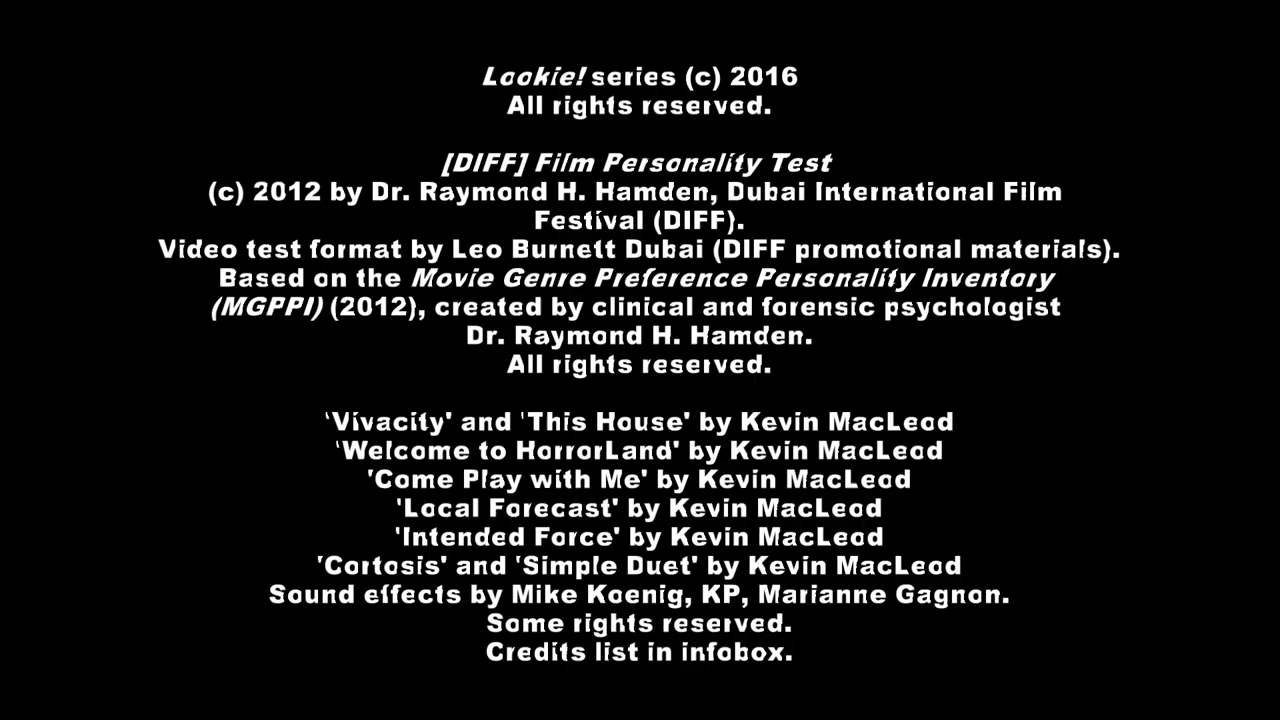 Lookie! series (c) 2016
All rights reserved.
[DIFF] Film Personality Test
(c) 2012 by Dr. Raymond H. Hamden, Dubai International Film
Festival (DIFF).
Video test format by Leo Burnett Dubai (DIFF promotional materials).
Based on the Movie Genre Preference Personality Inventory
(MGPPI) (2012), created by clinical and forensic psychologist
Dr. Raymond H. Hamden.
All rights reserved.
'Vivacity' and 'This House' by Kevin MacLeod
'Welcome to HorrorLand' by Kevin MacLeod
'Come Play with Me' by Kevin MacLeod
'Local Forecast' by Kevin MacLeod
'Intended Force' by Kevin MacLeod
'Cortosis' and 'Simple Duet' by Kevin MacLeod
Sound effects by Mike Koenig, KP, Marianne Gagnon.
Some rights reserved.
Credits list in infobox.